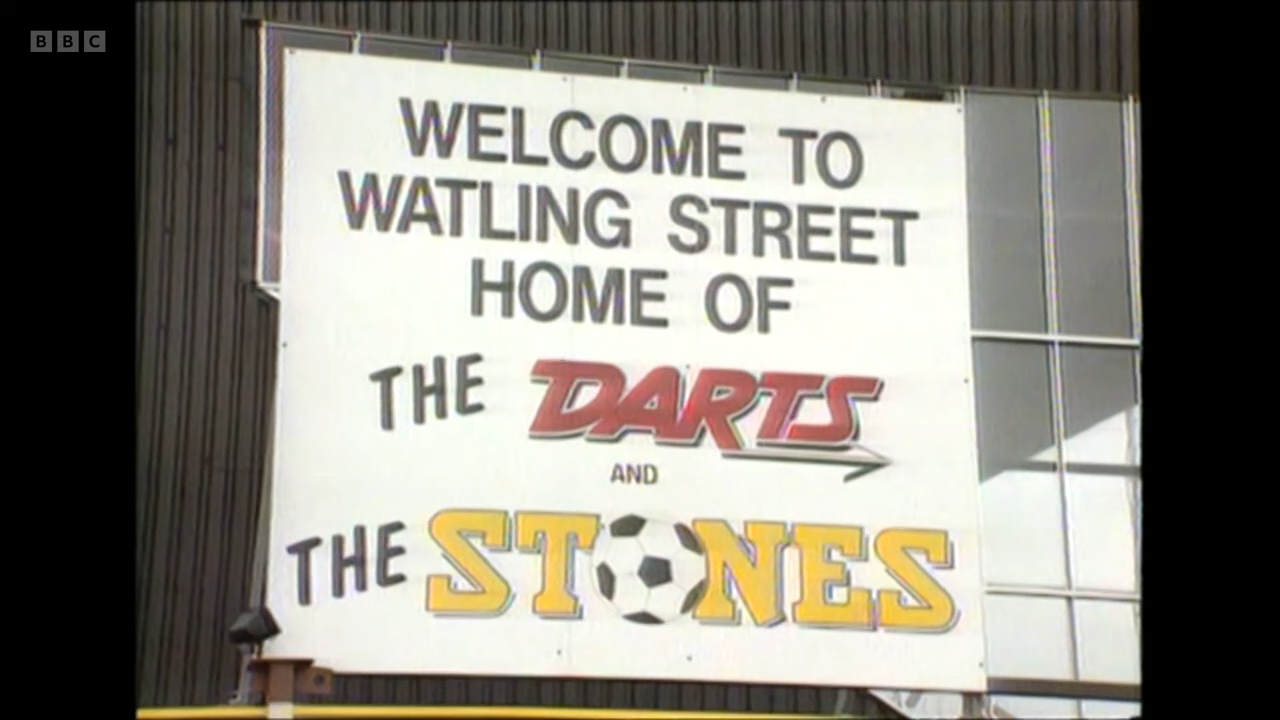 BBC
WELCOME TO
WATLING STREET
HOME OF
THE DARTS
AND
THE STONES